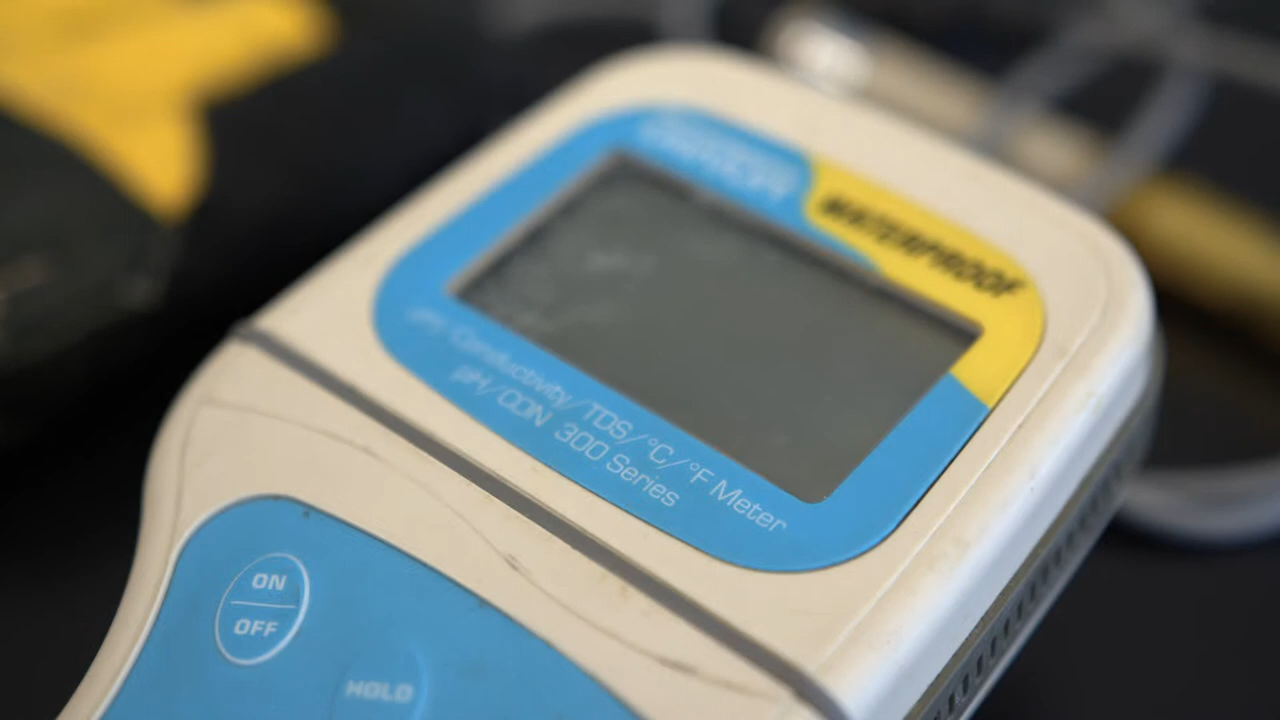 WATERPROOF
pH/Conductivity/TDS/°C/°F Meter
pH/CON 300 Series
ON
OFF
HOLD